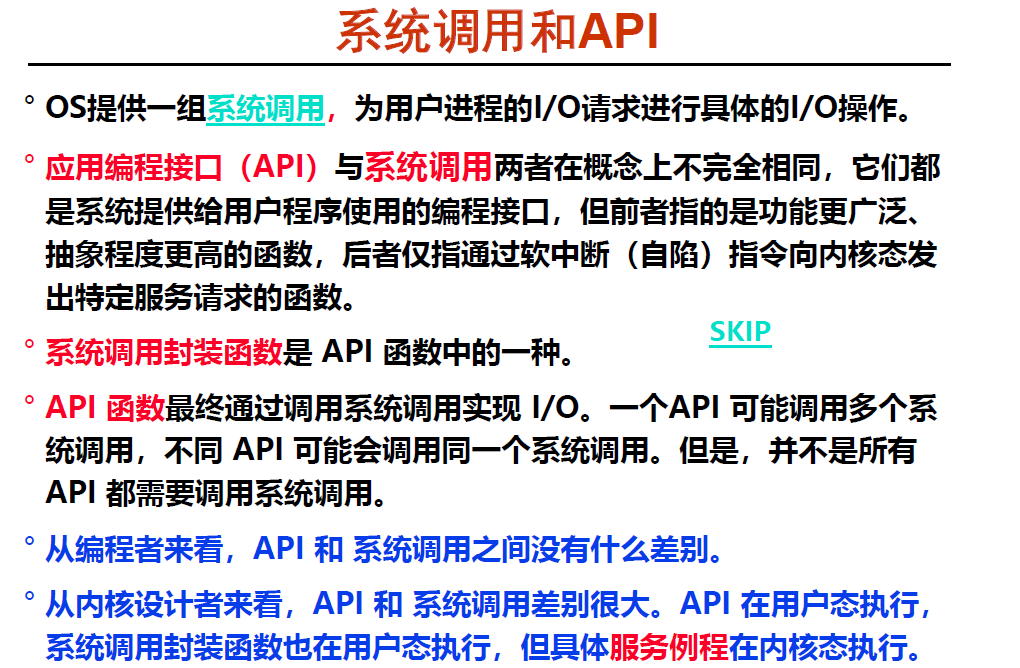 系统调用和API
° OS提供一组系统调用，为用户进程的I/O请求进行具体的I/O操作。
° 应用编程接口（API）与系统调用两者在概念上不完全相同，它们都
是系统提供给用户程序使用的编程接口，但前者指的是功能更广泛、
抽象程度更高的函数，后者仅指通过软中断（自陷）指令向内核态发
出特定服务请求的函数。
SKIP
° 系统调用封装函数是 API 函数中的一种。
° API 函数最终通过调用系统调用实现 I/O。一个API 可能调用多个系
统调用，不同 API 可能会调用同一个系统调用。但是，并不是所有
API 都需要调用系统调用。
° 从编程者来看，API 和 系统调用之间没有什么差别。
° 从内核设计者来看，API 和 系统调用差别很大。API 在用户态执行，
系统调用封装函数也在用户态执行，但具体服务例程在内核态执行。